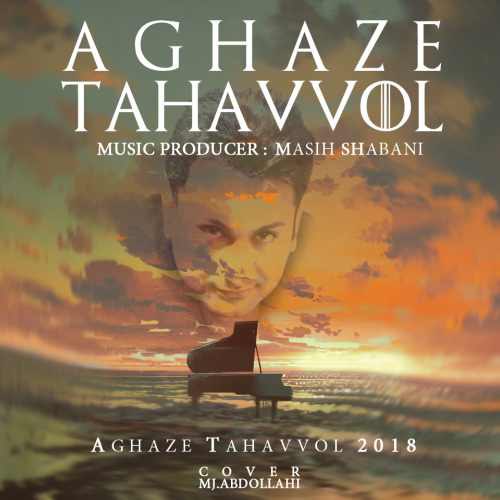 AGHAZE
TAHAVVOL
MUSIC PRODUCER : MASIH SHABANI
AGHAZE TAHAVVOL 2018
COVER
MJ.ABDOLLAHI